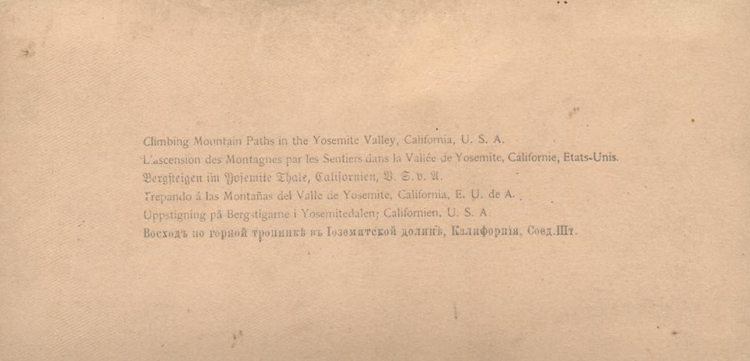 Climbing Mountain Paths in the Yosemite Valley, California, U. S. A.
L'Ascension des Montagnes par les Sentiers dans la Vallée de Yosemite, Californie, Etats-Unis.
Bergsteigen im Yosemite Thale, Californien, V. S. v. A.
Trepando á las Montañas del Valle de Yosemite, California, E. U. de A.
Uppstigning på Bergstigarne i Yosemitedalen; Californien, U. S. A.
Восходъ по горной тропинкѣ въ Іоземитской долинѣ, Калифорнія, Соед.Шт.